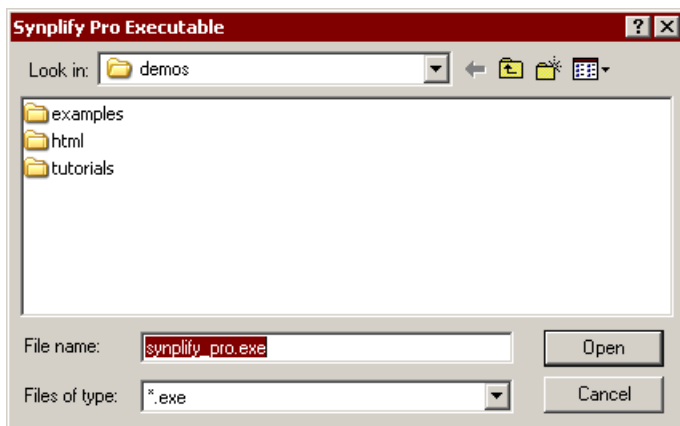 Synplify Pro Executable
Look in: demos
examples
html
tutorials
File name: synplify_pro.exe Open
Files of type: *.exe Cancel